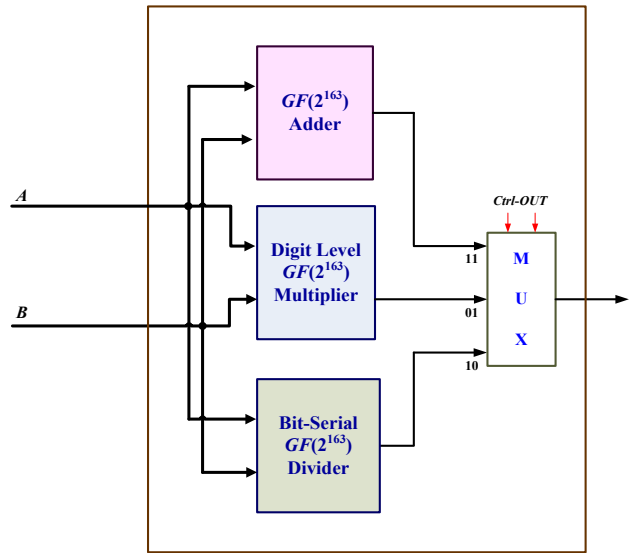 GF(2¹⁶³)
Adder
A
Ctrl-OUT
Digit Level
GF(2¹⁶³)
Multiplier
11
M
U
X
B
01
10
Bit-Serial
GF(2¹⁶³)
Divider